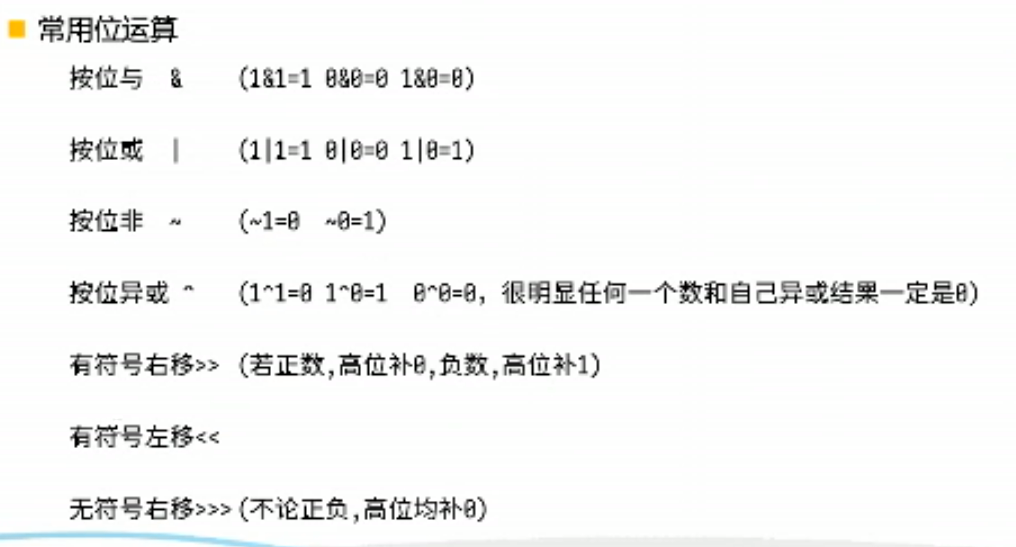 常用位运算
按位与 & (1&1=1 0&0=0 1&0=0)
按位或 | (1|1=1 0|0=0 1|0=1)
按位非 ~ (~1=0 ~0=1)
按位异或 ^ (1^1=0 1^0=1 0^0=0, 很明显任何一个数和自己异或结果一定是0)
有符号右移>> (若正数,高位补0,负数,高位补1)
有符号左移<<
无符号右移>>>(不论正负,高位均补0)